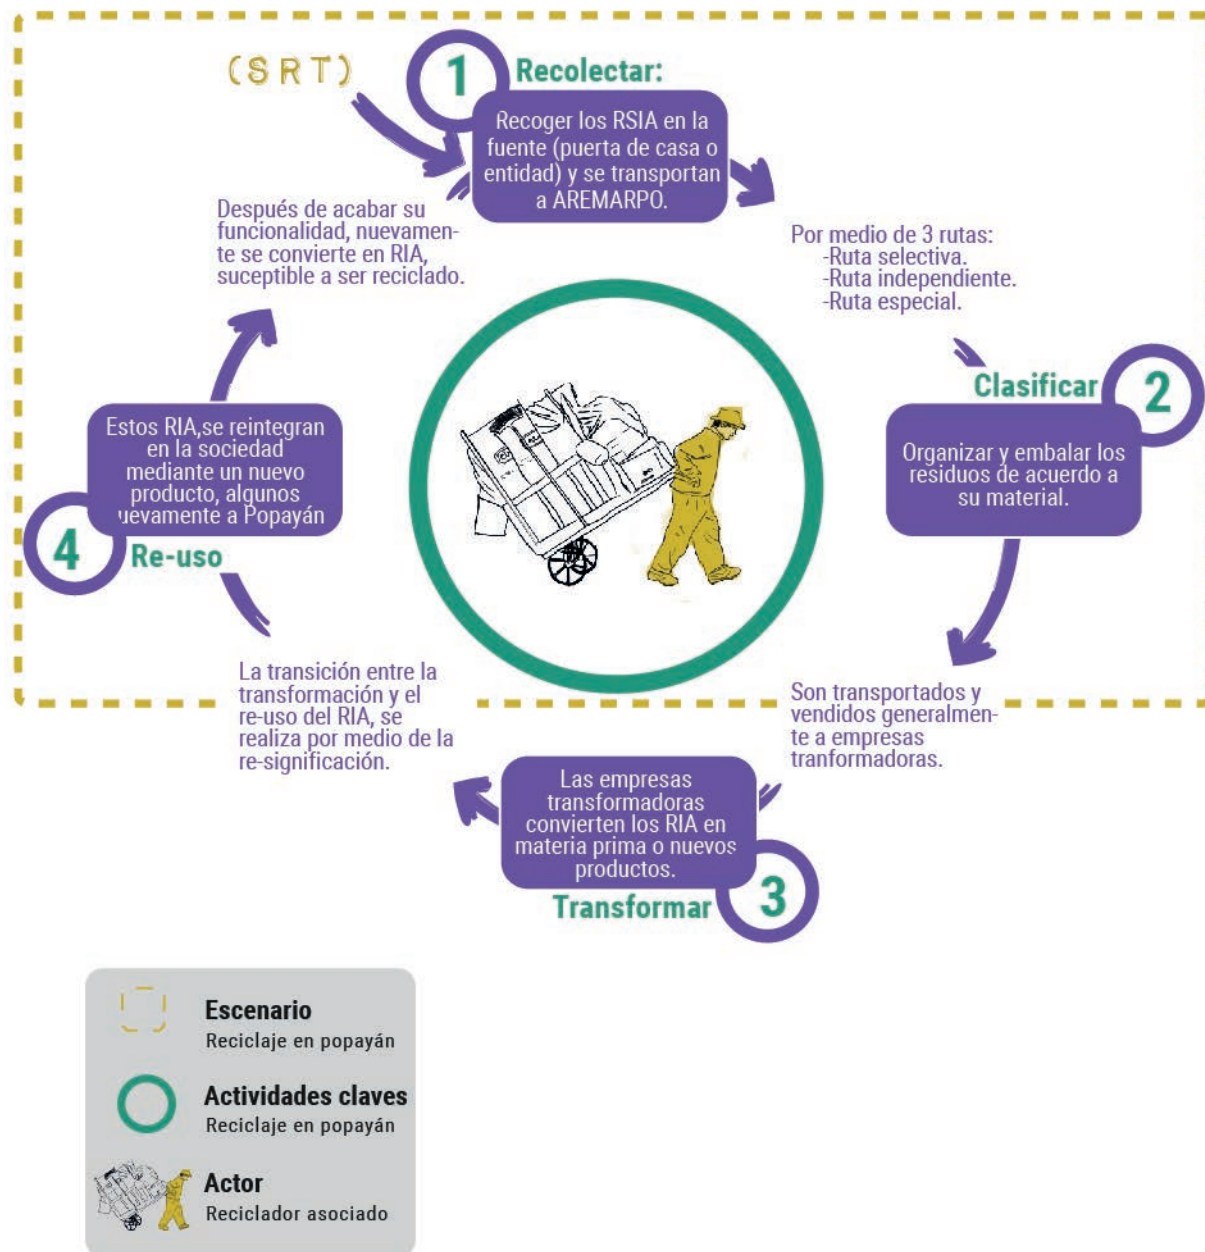 (SRT)
1
Recolectar:
Recoger los RSIA en la
fuente (puerta de casa o
entidad) y se transportan
a AREMARPO.
Por medio de 3 rutas:
-Ruta selectiva.
-Ruta independiente.
-Ruta especial.
Clasificar
2
Organizar y embalar los
residuos de acuerdo a
su material.
Son transportados y
vendidos generalmen-
te a empresas
tranformadoras.
Las empresas
transformadoras
convierten los RIA en
materia prima o nuevos
productos.
Transformar
3
La transición entre la
transformación y el
re-uso del RIA, se
realiza por medio de la
re-significación.
Estos RIA,se reintegran
en la sociedad
mediante un nuevo
producto, algunos
uevamente a Popayán
4
Re-uso
Después de acabar su
funcionalidad, nuevamen-
te se convierte en RIA,
suceptible a ser reciclado.
Escenario
Reciclaje en popayán
Actividades claves
Reciclaje en popayán
Actor
Reciclador asociado